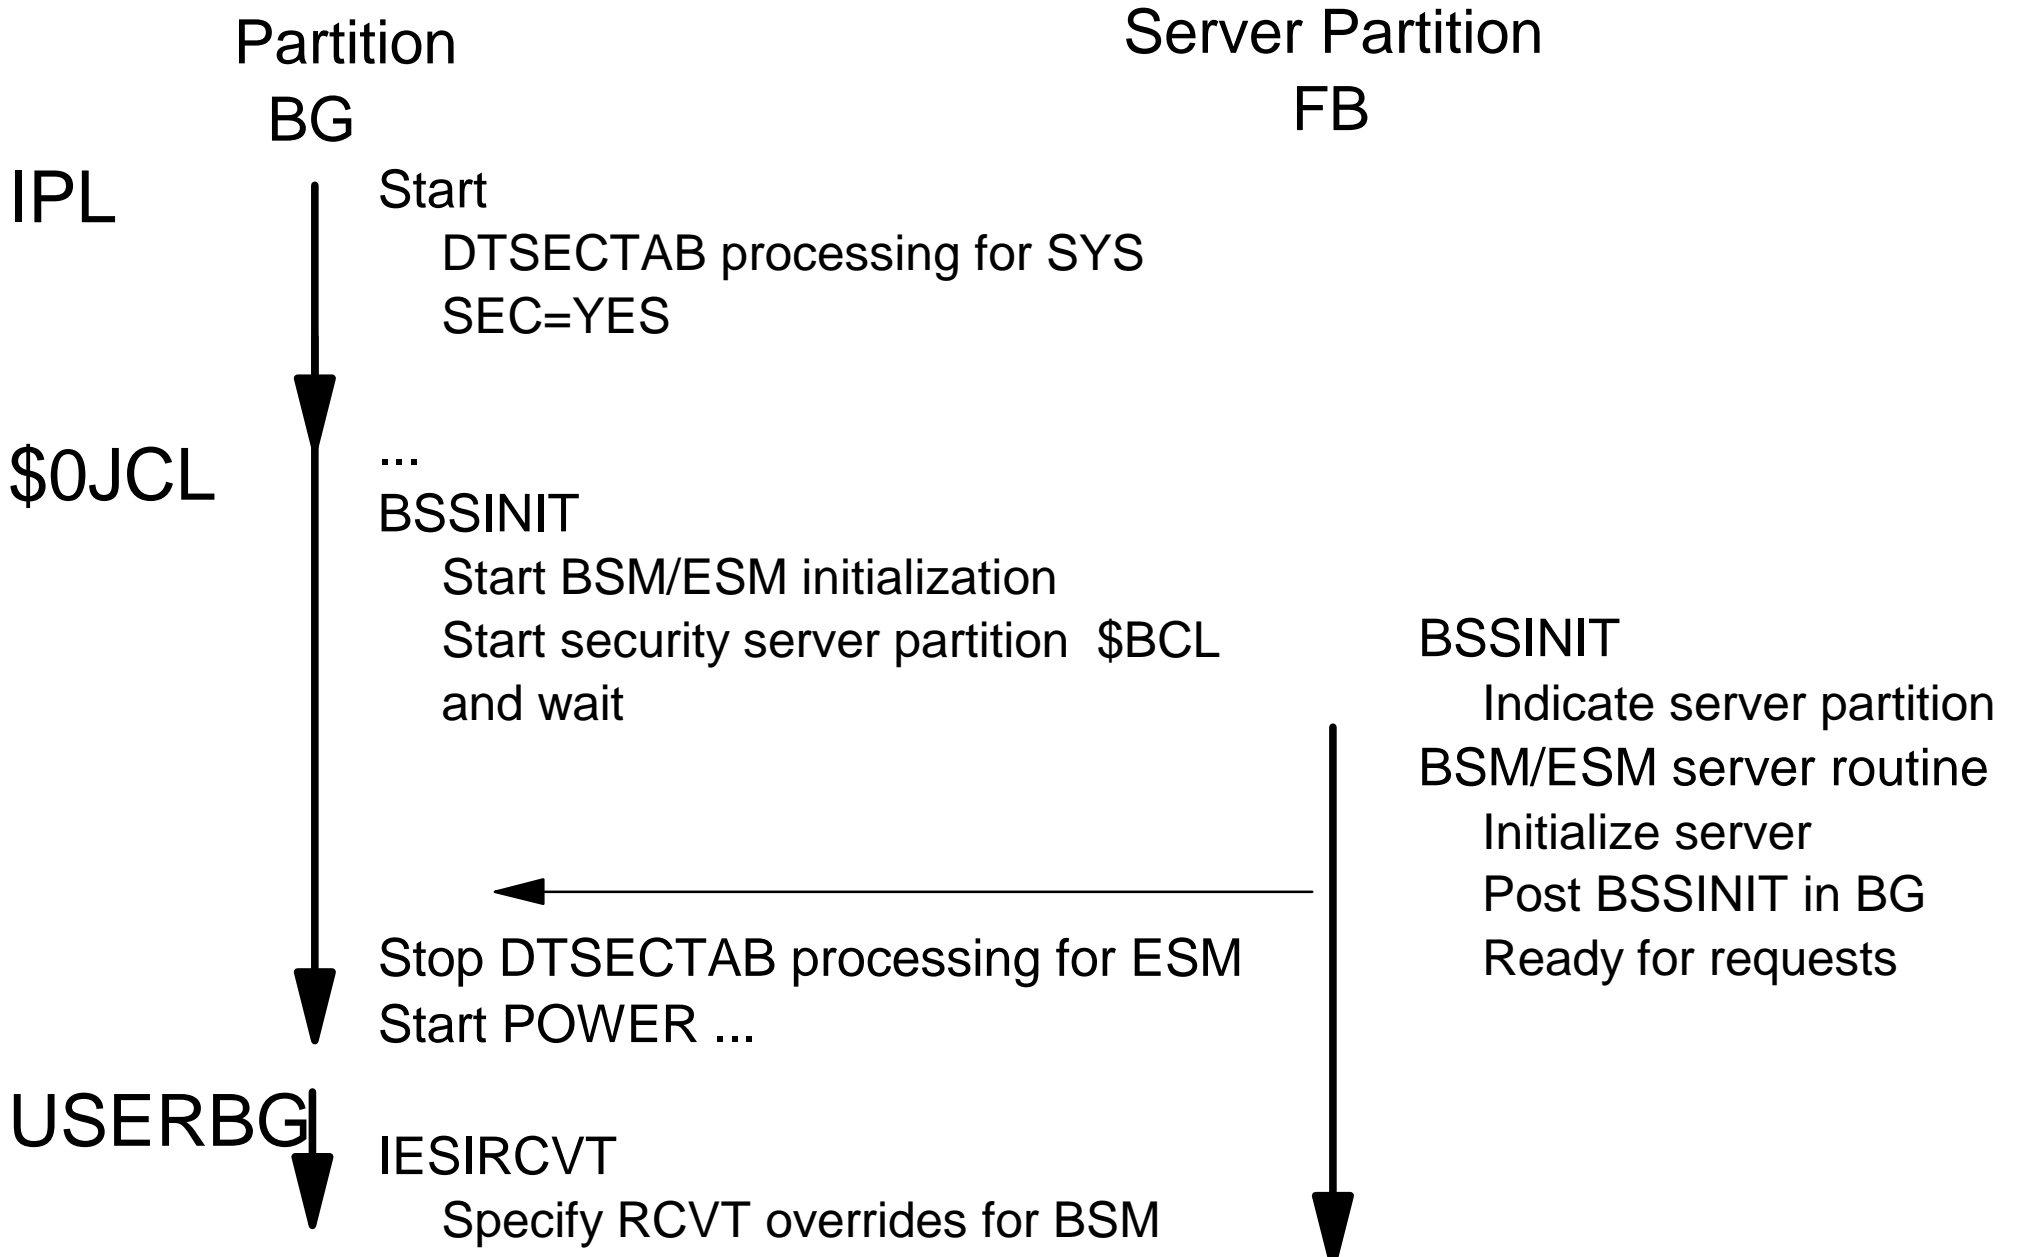 Partition
BG
Server Partition
FB
IPL
Start
DTSECTAB processing for SYS
SEC=YES
$0JCL
...
BSSINIT
Start BSM/ESM initialization
Start security server partition $BCL
and wait
BSSINIT
Indicate server partition
BSM/ESM server routine
Initialize server
Post BSSINIT in BG
Ready for requests
Stop DTSECTAB processing for ESM
Start POWER ...
USERBG
IESIRCVT
Specify RCVT overrides for BSM